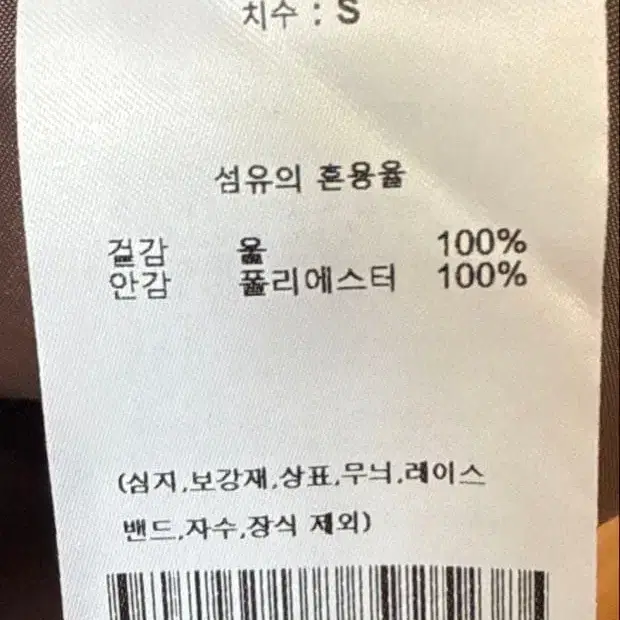 치수 : S
섬유의 혼용율
겉감 울 100%
안감 폴리에스터 100%
(심지,보강재,상표,무늬,레이스
밴드,자수,장식 제외)